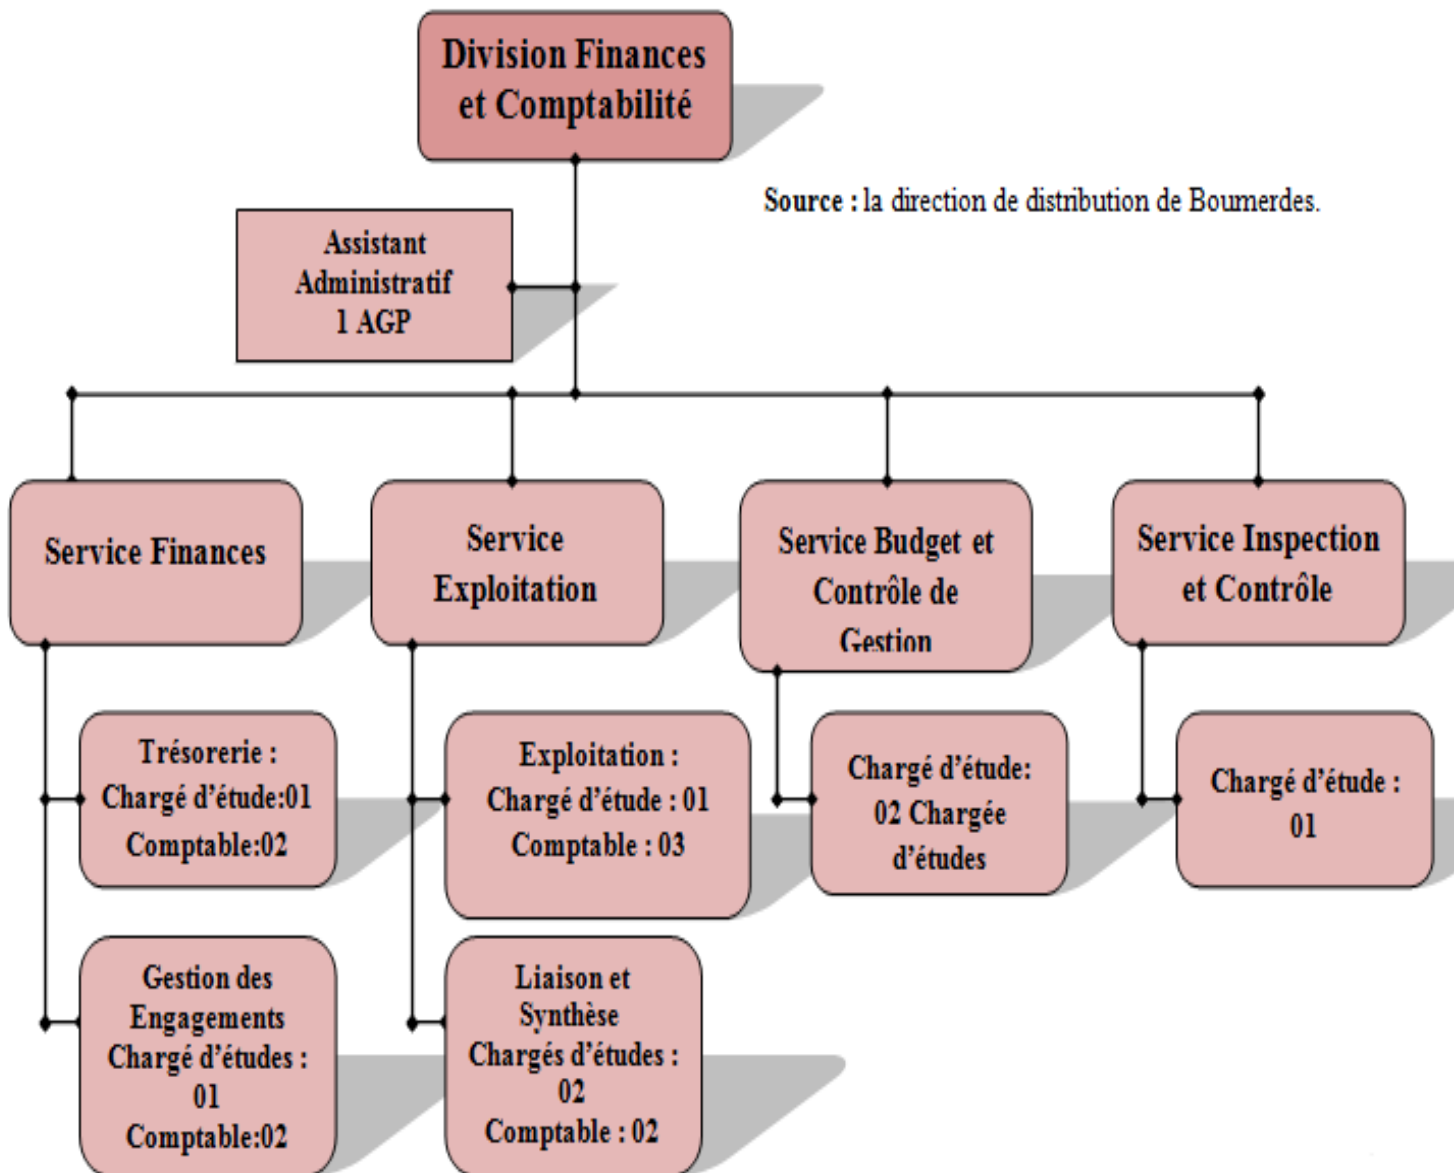 Division Finances
et Comptabilité
Source : la direction de distribution de Boumerdes.
Assistant
Administratif
1 AGP
Service Finances
Service
Exploitation
Service Budget et
Contrôle de
Gestion
Service Inspection
et Contrôle
Trésorerie :
Chargé d’étude:01
Comptable:02
Exploitation :
Chargé d’étude : 01
Comptable : 03
Chargé d’étude:
02 Chargée
d’études
Chargé d’étude :
01
Gestion des
Engagements
Chargé d’études :
01
Comptable:02
Liaison et
Synthèse
Chargés d’études :
02
Comptable : 02